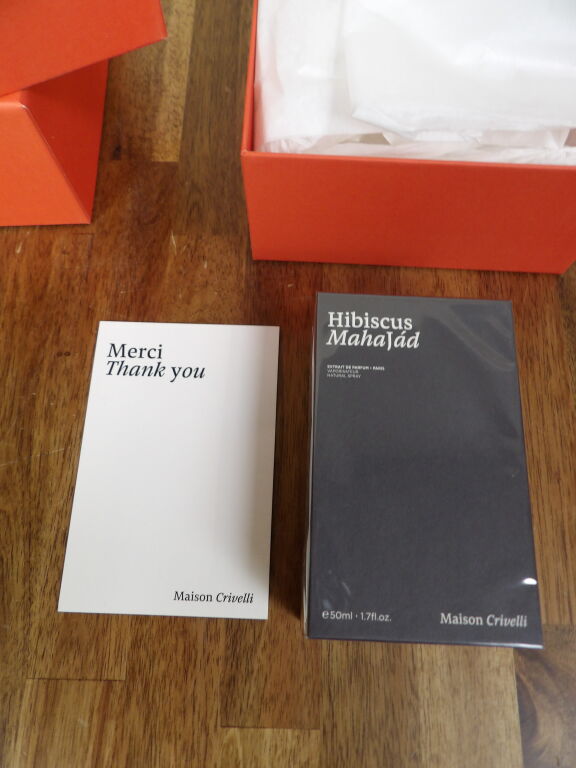 Merci
Thank you
Maison Crivelli
Hibiscus
MahaJád
EXTRAIT DE PARFUM • PARIS
VAPORISATEUR
NATURAL SPRAY
℮50ml · 1.7fl.oz.
Maison Crivelli